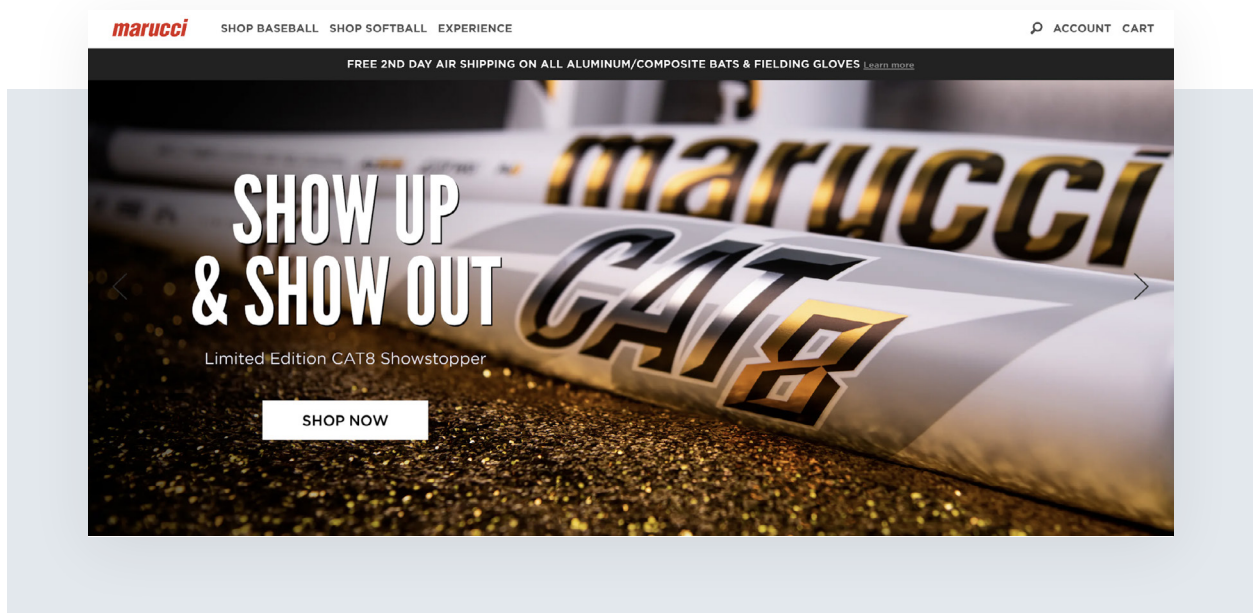 marucci
SHOP BASEBALL SHOP SOFTBALL EXPERIENCE
ACCOUNT CART
FREE 2ND DAY AIR SHIPPING ON ALL ALUMINUM/COMPOSITE BATS & FIELDING GLOVES Learn more
marucci
CAT8
SHOW UP
& SHOW OUT
Limited Edition CAT8 Showstopper
SHOP NOW